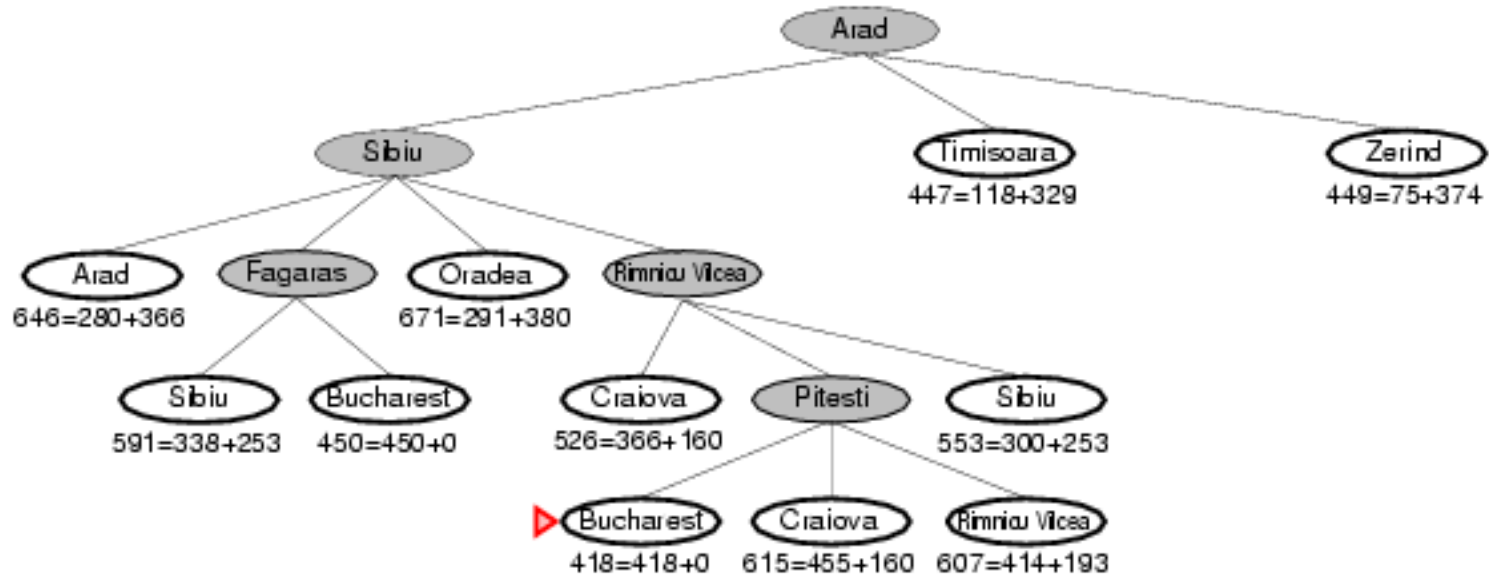 Arad
Sibiu
Timisoara
Zerind
447=118+329
449=75+374
Arad
Fagaras
Oradea
Rimnicu Vilcea
646=280+366
671=291+380
Sibiu
Bucharest
Craiova
Pitesti
Sibiu
591=338+253
450=450+0
526=366+160
553=300+253
Bucharest
Craiova
Rimnicu Vilcea
418=418+0
615=455+160
607=414+193